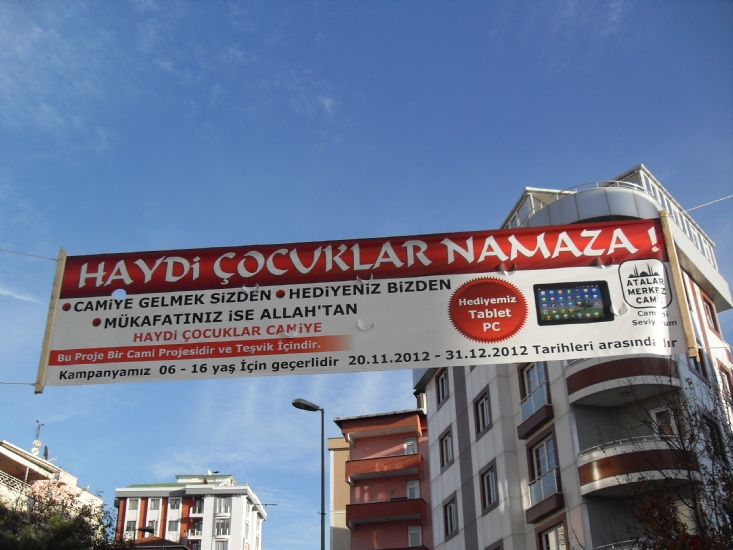 HAYDİ ÇOCUKLAR NAMAZA !
• CAMİYE GELMEK SİZDEN • HEDİYENİZ BİZDEN
• MÜKAFATINIZ İSE ALLAH'TAN
HAYDİ ÇOCUKLAR CAMİYE
Bu Proje Bir Cami Projesidir ve Teşvik İçindir.
Kampanyamız 06 - 16 yaş İçin geçerlidir 20.11.2012 - 31.12.2012 Tarihleri arasındadır
Hediyemiz
Tablet
PC
ATALAR
MERKEZ
CAMİ
Camimi
Seviyorum